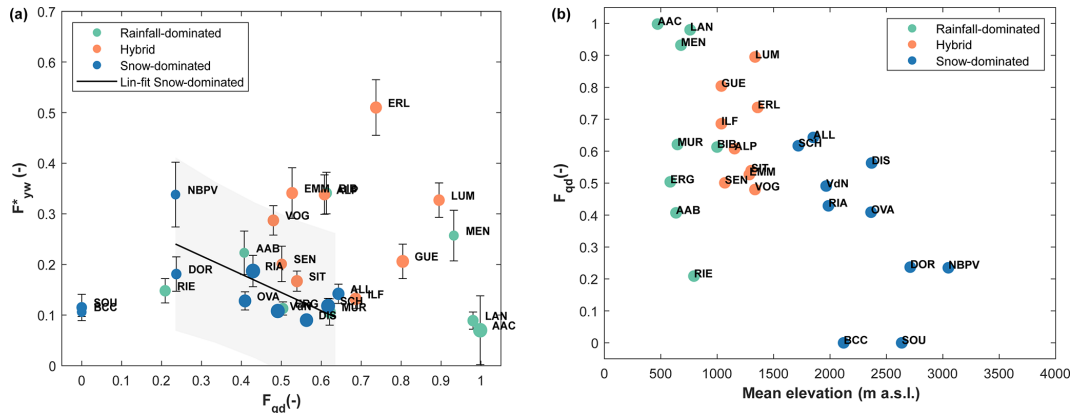 (a)
Rainfall-dominated
Hybrid
Snow-dominated
Lin-fit Snow-dominated
F*yw(-)
0.7
0.6
0.5
0.4
0.3
0.2
0.1
0
ERL
NBPV
EMM
BIB
ALP
LUM
VOG
MEN
AAB
GUE
SEN
RIA
DOR
SIT
RIE
ALL
ILF
OVA
SOU
BCC
ERG
VdN
SCH
MUR
DIS
LAN
AAC
0 0.1 0.2 0.3 0.4 0.5 0.6 0.7 0.8 0.9 1
Fqd(-)
(b)
Rainfall-dominated
Hybrid
Snow-dominated
Fqd(-)
1
0.9
0.8
0.7
0.6
0.5
0.4
0.3
0.2
0.1
0
AAC
LAN
MEN
LUM
GUE
ERL
ILF
ALL
MUR
BIB
ALP
SCH
DIS
SIT
EMM
ERG
SEN
VOG
VdN
AAB
RIA
OVA
DOR
NBPV
RIE
BCC
SOU
0 500 1000 1500 2000 2500 3000 3500 4000
Mean elevation (m a.s.l.)